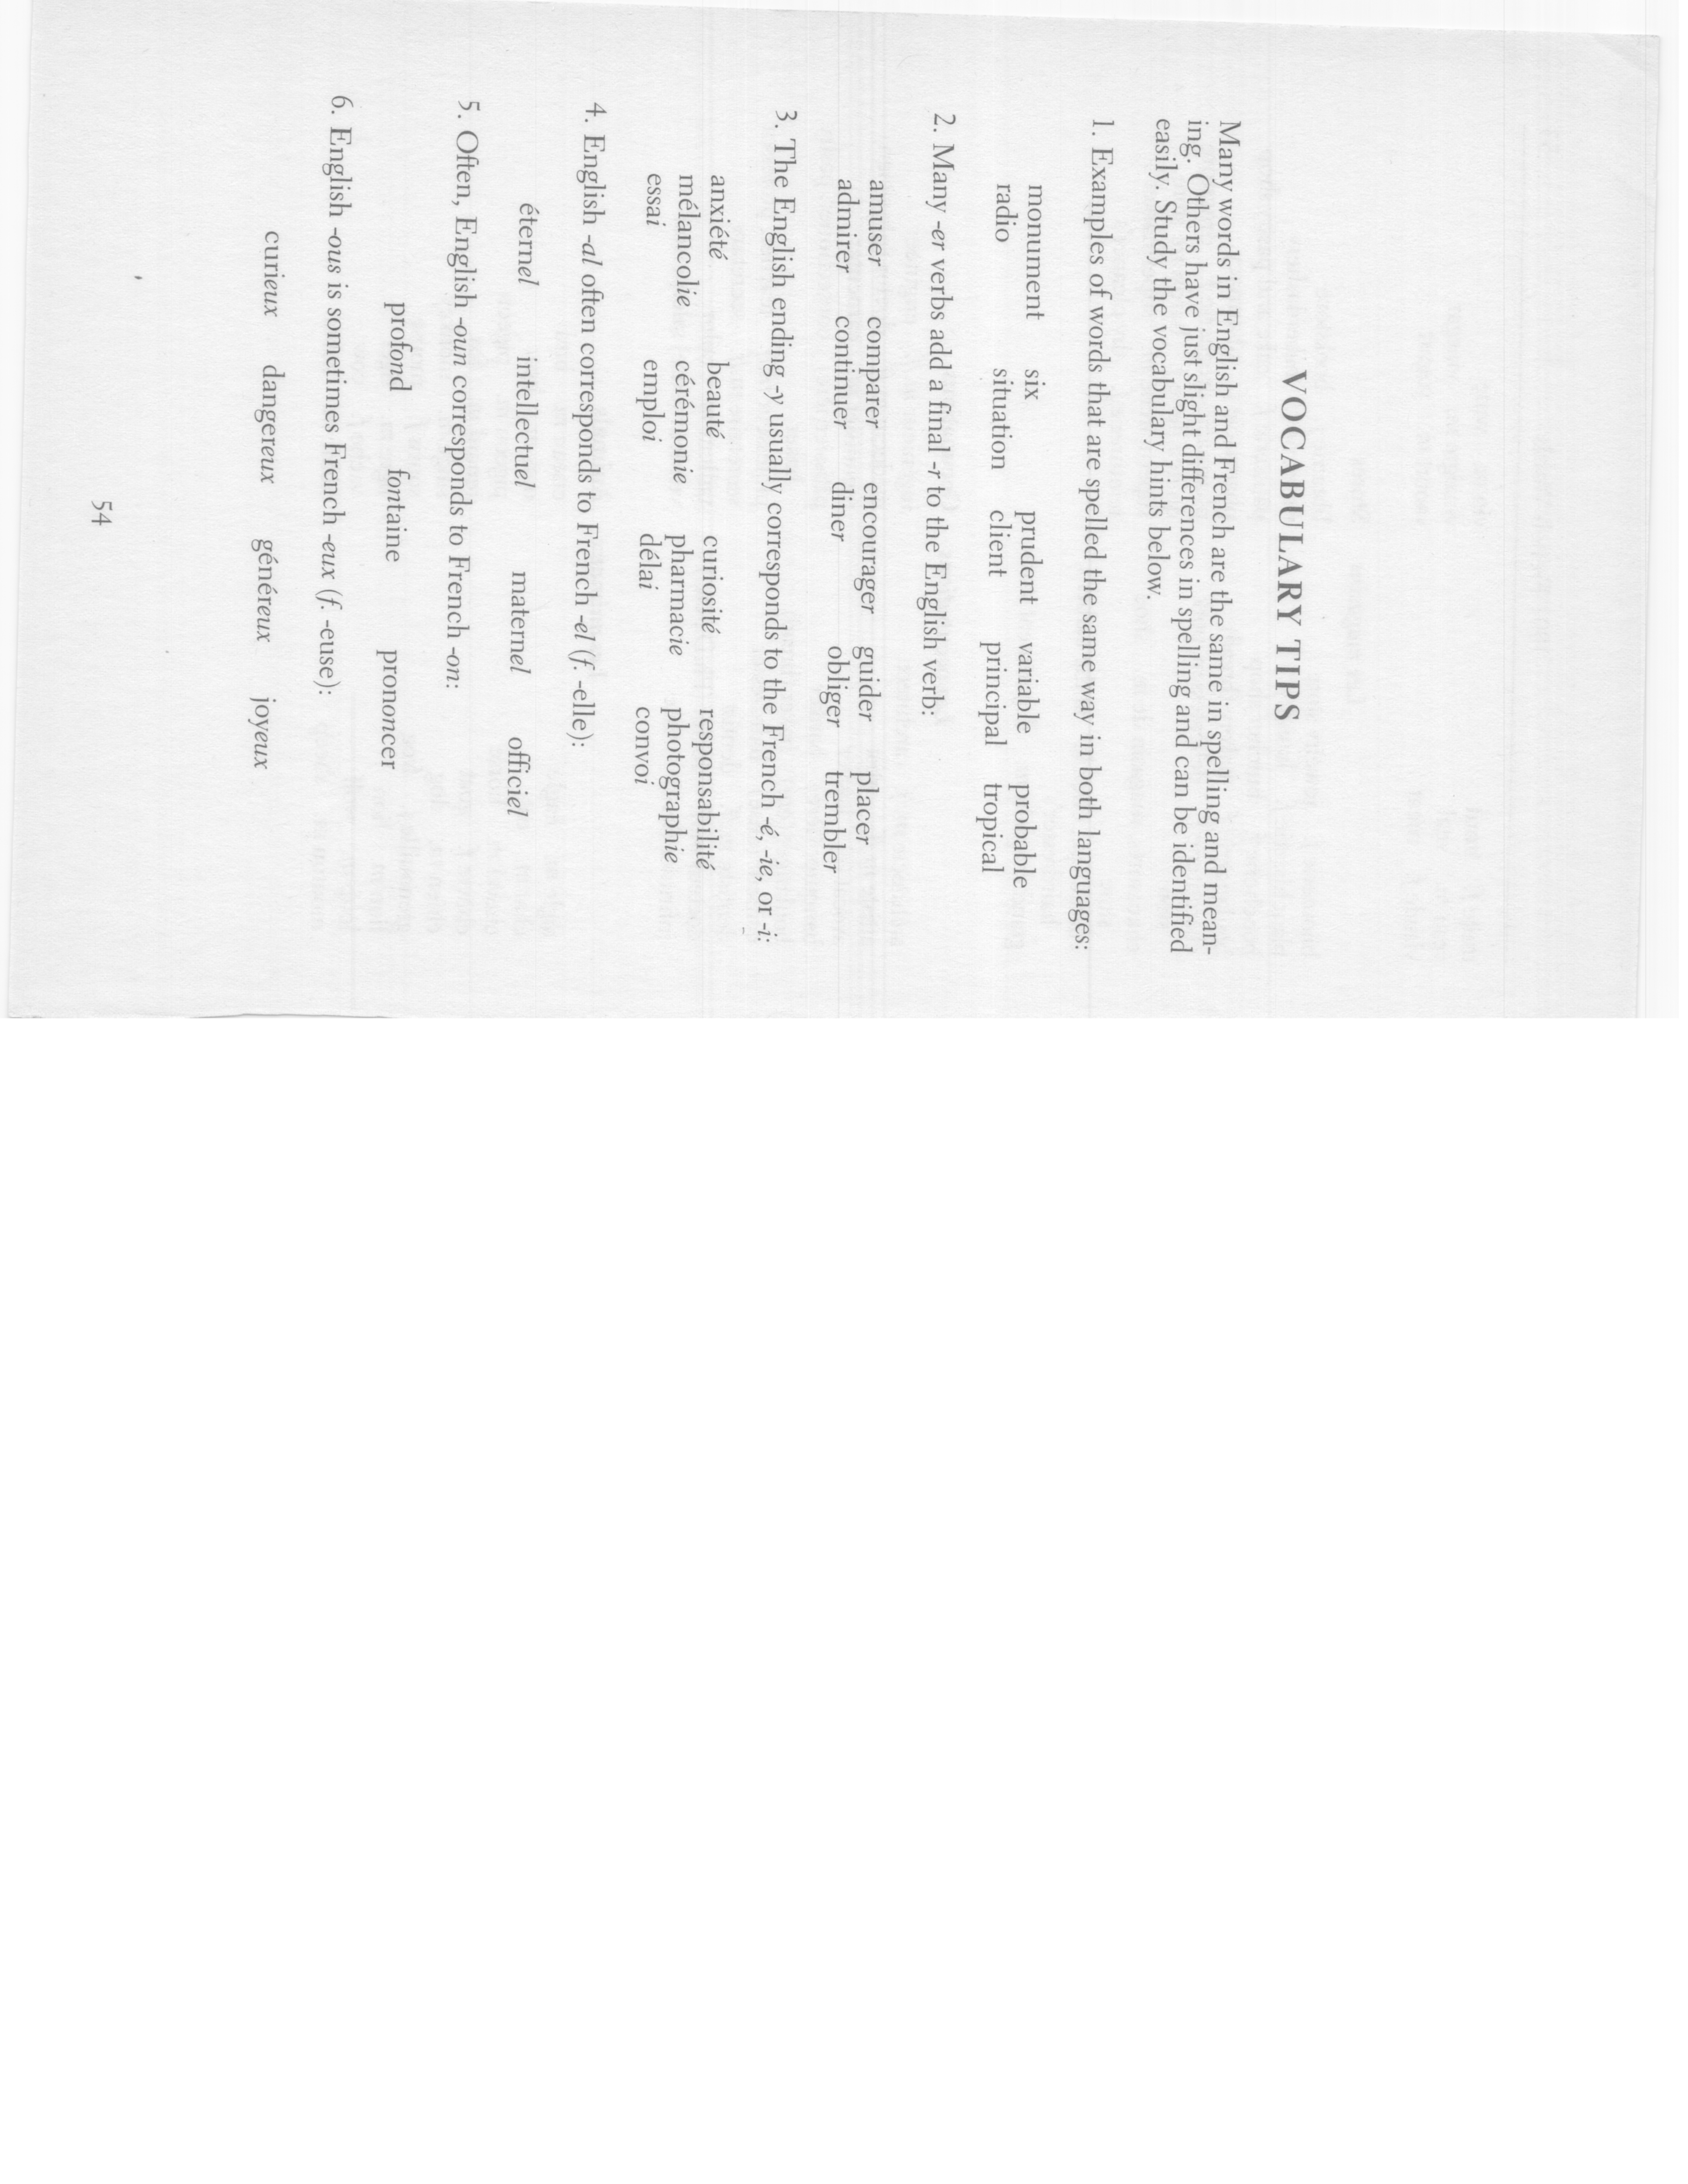 VOCABULARY TIPS
Many words in English and French are the same in spelling and mean-
ing. Others have just slight differences in spelling and can be identified
easily. Study the vocabulary hints below.
1. Examples of words that are spelled the same way in both languages:
monument six prudent variable probable
radio situation client principal tropical
2. Many -er verbs add a final -r to the English verb:
amuser comparer encourager guider placer
admirer continuer diner obliger trembler
3. The English ending -y usually corresponds to the French -é, -ie, or -i:
anxiété beauté curiosité responsabilité
mélancolie cérémonie pharmacie photographie
essai emploi délai convoi
4. English -al often corresponds to French -el (f. -elle):
éternel intellectuel maternel officiel
5. Often, English -oun corresponds to French -on:
profond fontaine prononcer
6. English -ous is sometimes French -eux (f. -euse):
curieux dangereux généreux joyeux
54